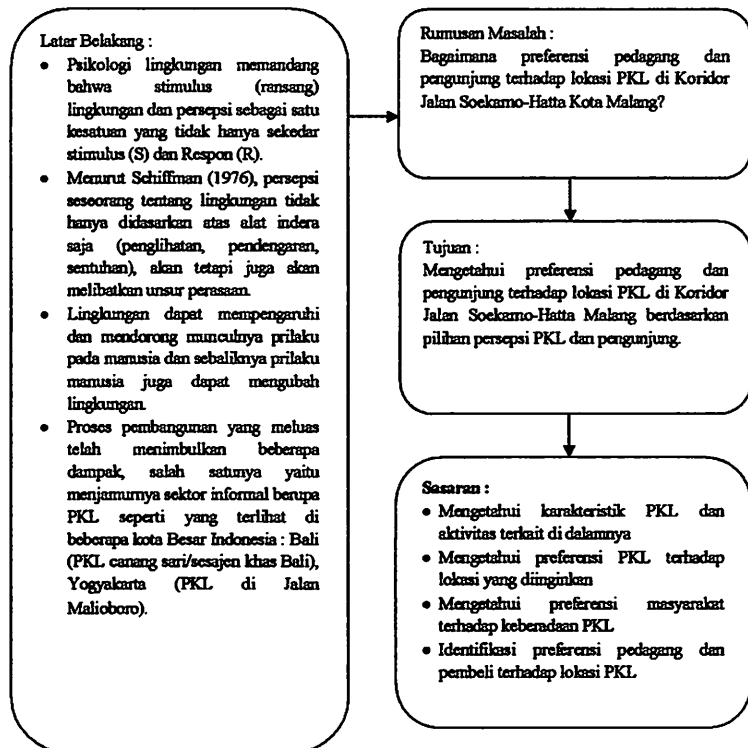 Latar Belakang :
• Psikologi lingkungan memandang
bahwa stimulus (ransang)
lingkungan dan persepsi sebagai satu
kesatuan yang tidak hanya sekedar
stimulus (S) dan Respon (R).
• Menurut Schiffman (1976), persepsi
seseorang tentang lingkungan tidak
hanya didasarkan atas alat indera
saja (penglihatan, pendengaran,
sentuhan), akan tetapi juga akan
melibatkan unsur perasaan.
• Lingkungan dapat mempengaruhi
dan mendorong munculnya prilaku
pada manusia dan sebaliknya prilaku
manusia juga dapat mengubah
lingkungan.
• Proses pembangunan yang meluas
telah menimbulkan beberapa
dampak, salah satunya yaitu
menjamurnya sektor informal berupa
PKL seperti yang terlihat di
beberapa kota Besar Indonesia : Bali
(PKL canang sari/sesajen khas Bali),
Yogyakarta (PKL di Jalan
Malioboro).
Rumusan Masalah :
Bagaimana preferensi pedagang dan
pengunjung terhadap lokasi PKL di Koridor
Jalan Soekarno-Hatta Kota Malang?
Tujuan :
Mengetahui preferensi pedagang dan
pengunjung terhadap lokasi PKL di Koridor
Jalan Soekarno-Hatta Malang berdasarkan
pilihan persepsi PKL dan pengunjung.
Sasaran :
• Mengetahui karakteristik PKL dan
aktivitas terkait di dalamnya
• Mengetahui preferensi PKL terhadap
lokasi yang diinginkan
• Mengetahui preferensi masyarakat
terhadap keberadaan PKL
• Identifikasi preferensi pedagang dan
pembeli terhadap lokasi PKL